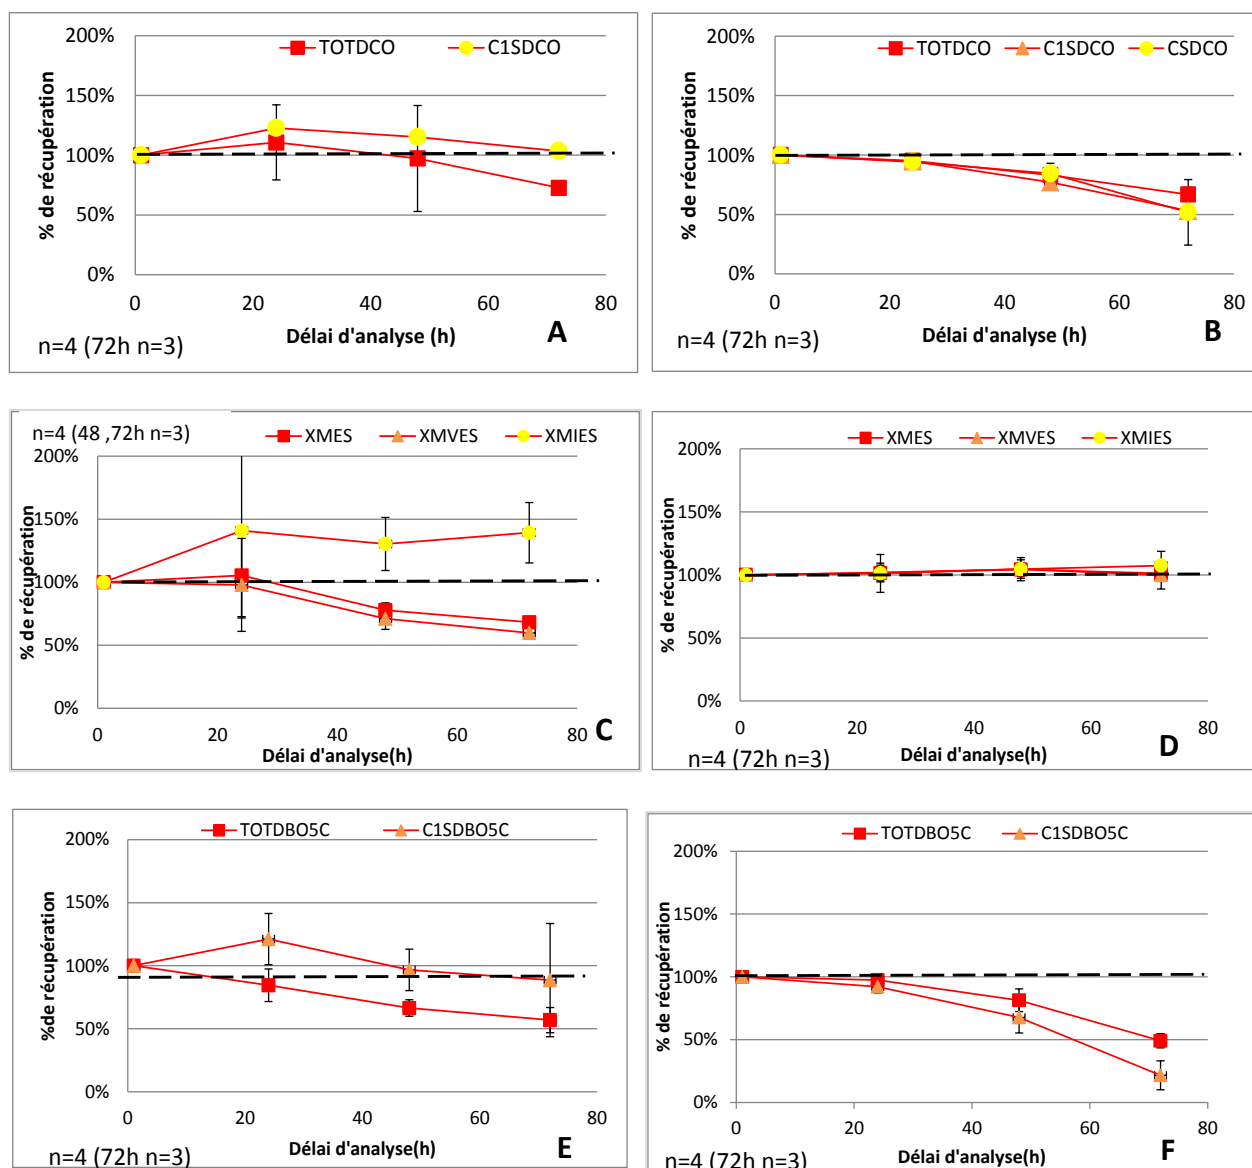 TOTDCO C1SDCO
200%
150%
100%
50%
0%
% de récupération
0 20 40 60 80
Délai d'analyse (h)
n=4 (72h n=3)
A
TOTDCO C1SDCO CSDCO
200%
150%
100%
50%
0%
% de récupération
0 20 40 60 80
Délai d'analyse (h)
n=4 (72h n=3)
B
n=4 (48 ,72h n=3)
XMES XMVES XMIES
200%
150%
100%
50%
0%
% de récupération
0 20 40 60 80
Délai d'analyse(h)
C
XMES XMVES XMIES
200%
150%
100%
50%
0%
% de récupération
0 20 40 60 80
Délai d'analyse(h)
n=4 (72h n=3)
D
TOTDBO5C C1SDBO5C
200%
150%
100%
50%
0%
%de récupération
0 20 40 60 80
Délai d'analyse(h)
n=4 (72h n=3)
E
TOTDBO5C C1SDBO5C
200%
150%
100%
50%
0%
% de récupération
0 20 40 60 80
Délai d'analyse(h)
n=4 (72h n=3)
F